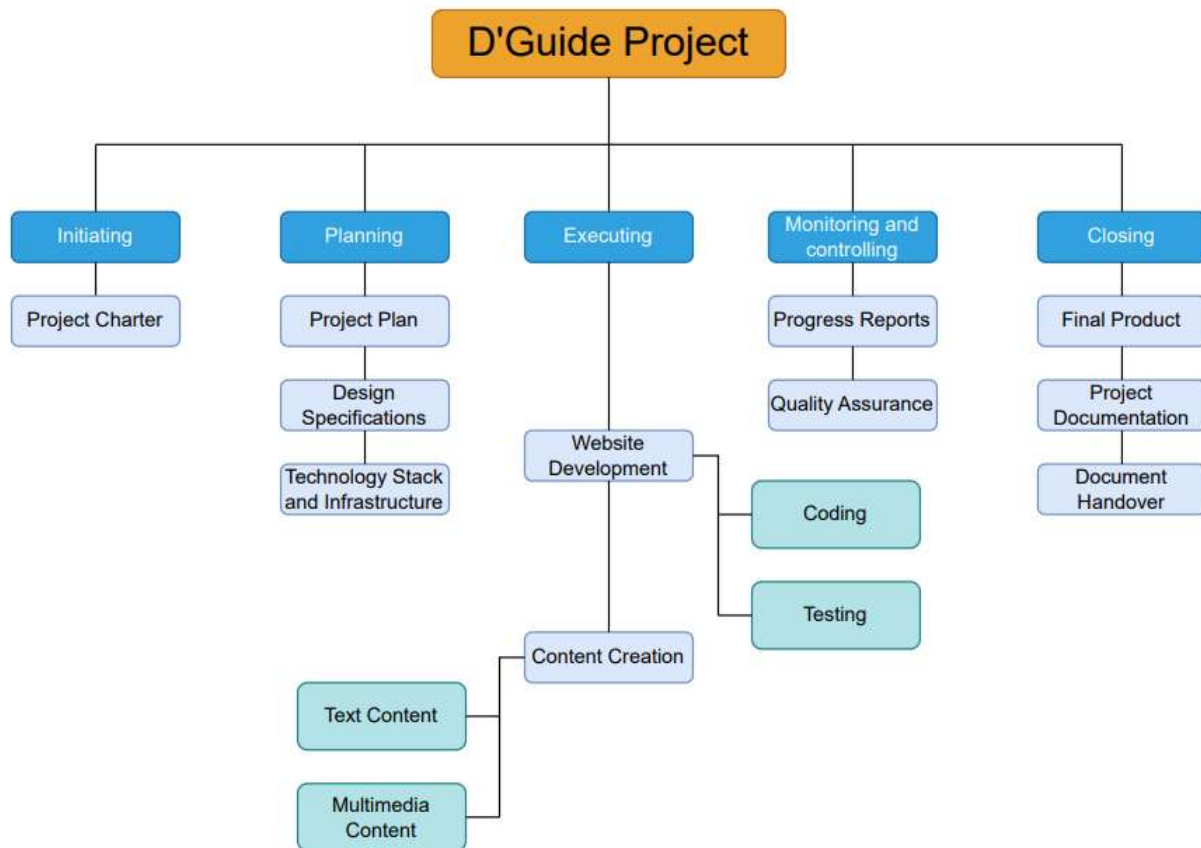 D'Guide Project
Initiating
Planning
Executing
Monitoring and
controlling
Closing
Project Charter
Project Plan
Progress Reports
Final Product
Design
Specifications
Quality Assurance
Project
Documentation
Website
Development
Technology Stack
and Infrastructure
Document
Handover
Coding
Testing
Content Creation
Text Content
Multimedia
Content